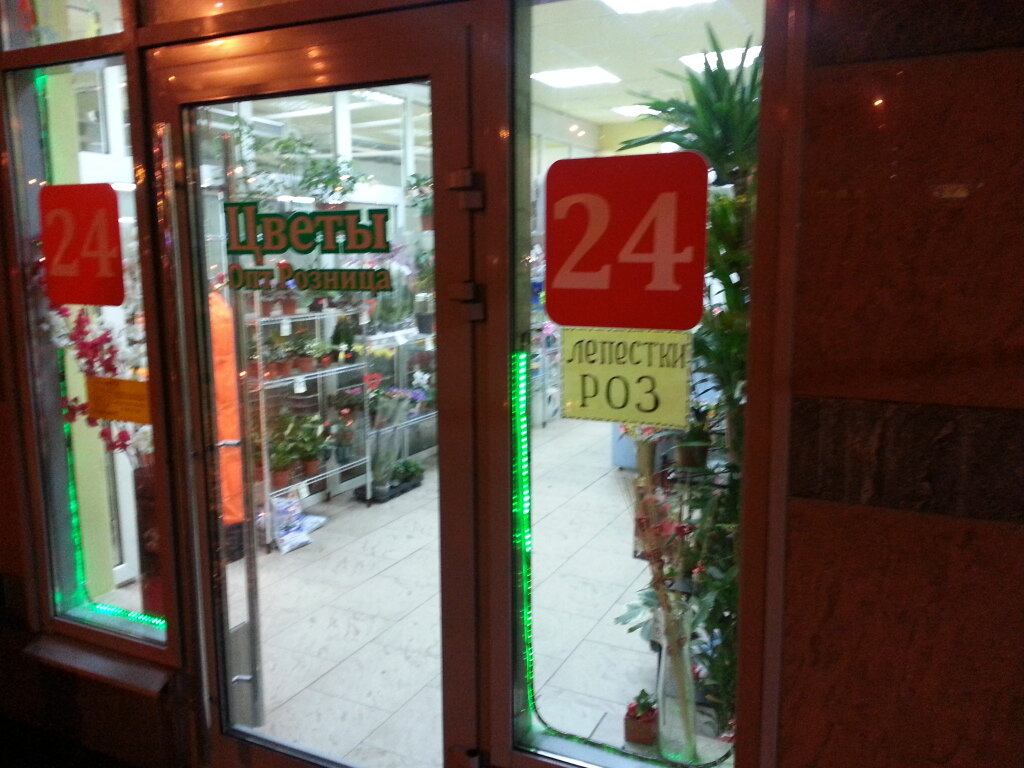 24
Цветы
Опт Розница
24
лепестки
РОЗ